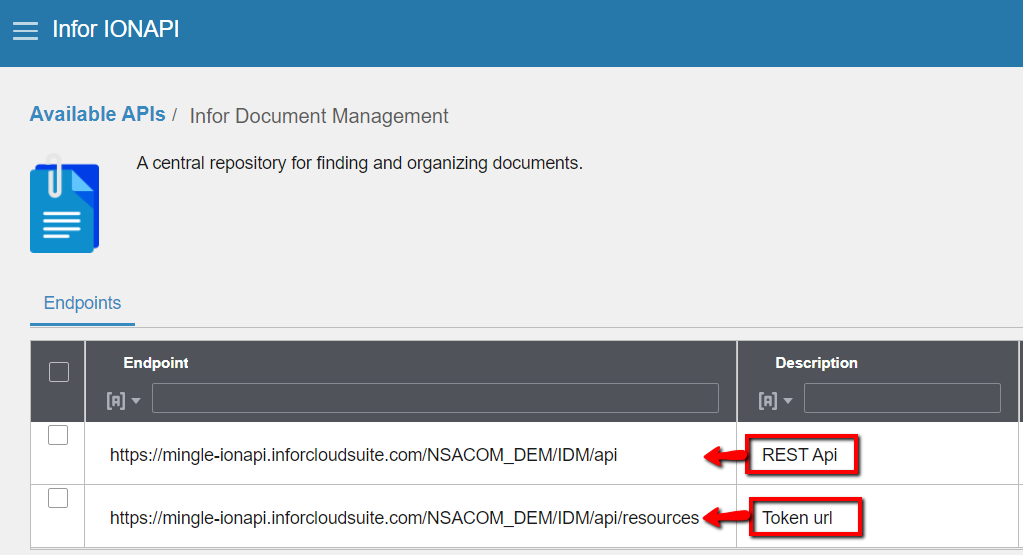 Infor IONAPI
Available APIs / Infor Document Management
A central repository for finding and organizing documents.
Endpoints
Endpoint Description
[A] [A]
https://mingle-ionapi.inforcloudsuite.com/NSACOM_DEM/IDM/api REST Api
https://mingle-ionapi.inforcloudsuite.com/NSACOM_DEM/IDM/api/resources Token url